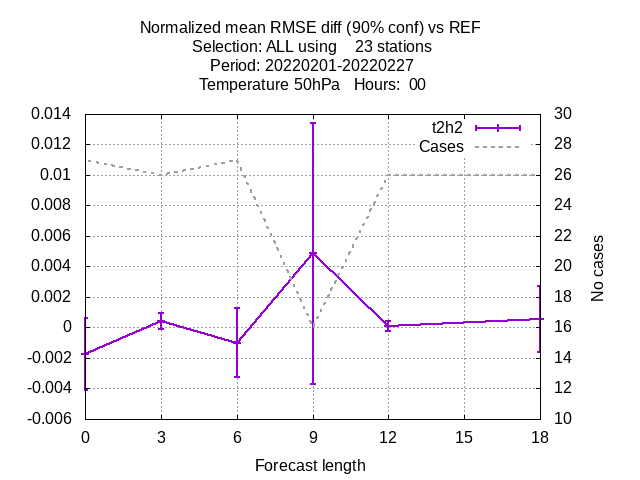 Normalized mean RMSE diff (90% conf) vs REF
Selection: ALL using    23 stations
Period: 20220201-20220227
Temperature 50hPa   Hours:  00
t2h2
Cases
0.014
0.012
0.01
0.008
0.006
0.004
0.002
0
-0.002
-0.004
-0.006
30
28
26
24
22
20
18
16
14
12
10
No cases
0 3 6 9 12 15 18
Forecast length